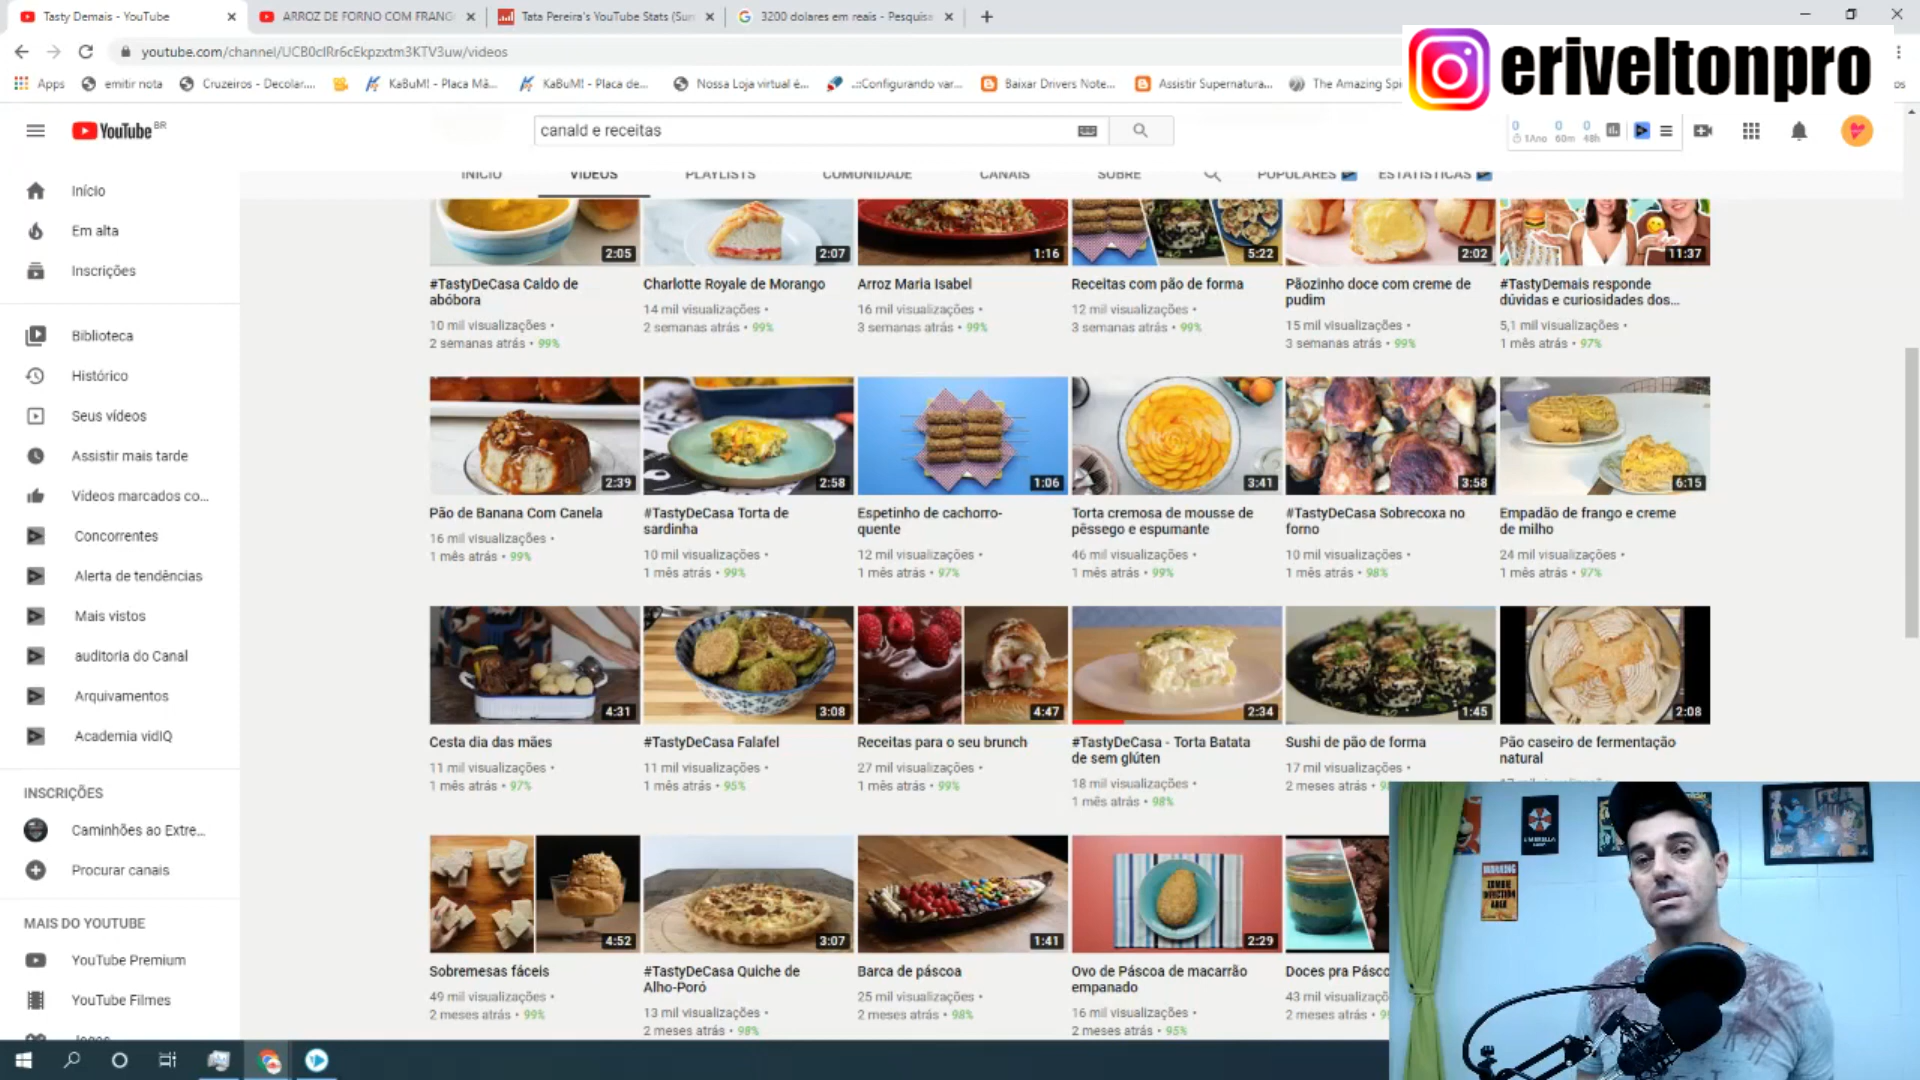 Tasty Demais - YouTube
ARROZ DE FORNO COM FRANG
Tata Pereira's YouTube Stats (Sum
3200 dolares em reais - Pesquisa
youtube.com/channel/UCB0clRr6cEkpzxtm3KTV3uw/videos
Apps
emitir nota
Cruzeiros - Decolar....
KaBuM! - Placa Mã...
KaBuM! - Placa de...
Nossa Loja virtual é...
..::Configurando var...
Baixar Drivers Note...
Assistir Supernatura...
The Amazing Spi
eriveltonpro
YouTube BR
canald e receitas
0 0 0
1Ano 60m 48h
INÍCIO VÍDEOS PLAYLISTS COMUNIDADE CANAIS SOBRE POPULARES ESTATÍSTICAS
Início
Em alta
Inscrições
Biblioteca
Histórico
Seus vídeos
Assistir mais tarde
Vídeos marcados co...
Concorrentes
Alerta de tendências
Mais vistos
auditoria do Canal
Arquivamentos
Academia vidIQ
INSCRIÇÕES
Caminhões ao Extre...
Procurar canais
MAIS DO YOUTUBE
YouTube Premium
YouTube Filmes
2:05
#TastyDeCasa Caldo de
abóbora
10 mil visualizações •
2 semanas atrás • 99%
2:07
Charlotte Royale de Morango
14 mil visualizações •
2 semanas atrás • 99%
1:16
Arroz Maria Isabel
16 mil visualizações •
3 semanas atrás • 99%
5:22
Receitas com pão de forma
12 mil visualizações •
3 semanas atrás • 99%
2:02
Pãozinho doce com creme de
pudim
15 mil visualizações •
3 semanas atrás • 99%
11:37
#TastyDemais responde
dúvidas e curiosidades dos...
5,1 mil visualizações •
1 mês atrás • 97%
2:39
Pão de Banana Com Canela
16 mil visualizações •
1 mês atrás • 99%
2:58
#TastyDeCasa Torta de
sardinha
10 mil visualizações •
1 mês atrás • 99%
1:06
Espetinho de cachorro-
quente
12 mil visualizações •
1 mês atrás • 97%
3:41
Torta cremosa de mousse de
pêssego e espumante
46 mil visualizações •
1 mês atrás • 99%
3:58
#TastyDeCasa Sobrecoxa no
forno
10 mil visualizações •
1 mês atrás • 98%
6:15
Empadão de frango e creme
de milho
24 mil visualizações •
1 mês atrás • 97%
4:31
Cesta dia das mães
11 mil visualizações •
1 mês atrás • 97%
3:08
#TastyDeCasa Falafel
11 mil visualizações •
1 mês atrás • 95%
4:47
Receitas para o seu brunch
27 mil visualizações •
1 mês atrás • 99%
2:34
#TastyDeCasa - Torta Batata
de sem glúten
18 mil visualizações •
1 mês atrás • 98%
1:45
Sushi de pão de forma
17 mil visualizações •
2 meses atrás •
2:08
Pão caseiro de fermentação
natural
4:52
Sobremesas fáceis
49 mil visualizações •
2 meses atrás • 99%
3:07
#TastyDeCasa Quiche de
Alho-Poró
13 mil visualizações •
2 meses atrás • 98%
1:41
Barca de páscoa
25 mil visualizações •
2 meses atrás • 98%
2:29
Ovo de Páscoa de macarrão
empanado
16 mil visualizações •
2 meses atrás • 95%
Doces pra Pásco
43 mil visualizaçõ
2 meses atrás •
WARNING
ZOMBIE
INFECTION
AREA